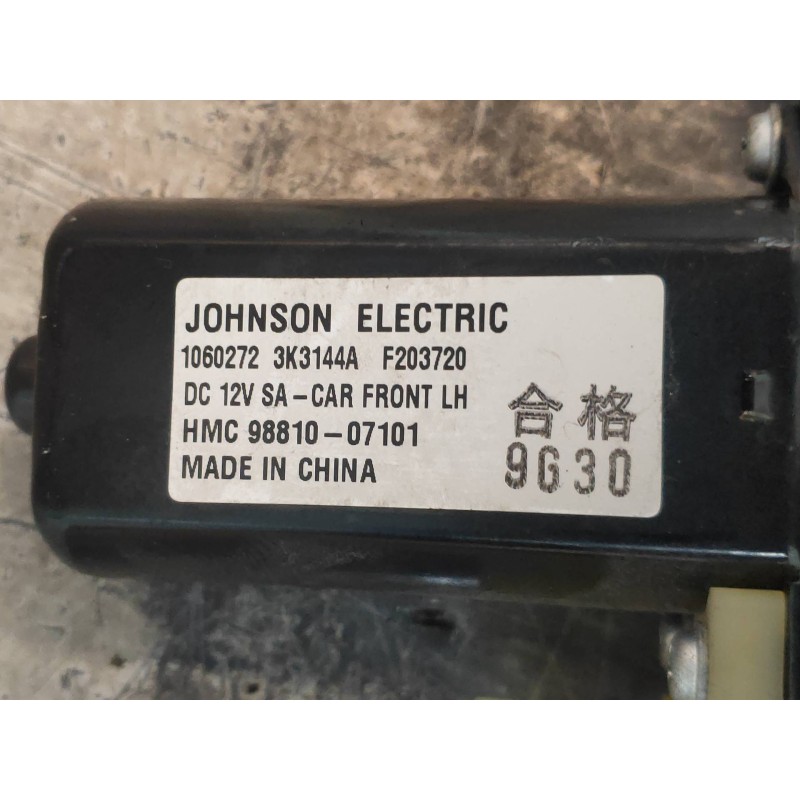 JOHNSON ELECTRIC
1060272 3K3144A F203720
DC 12V SA-CAR FRONT LH
HMC 98810-07101
MADE IN CHINA
合格
9G30